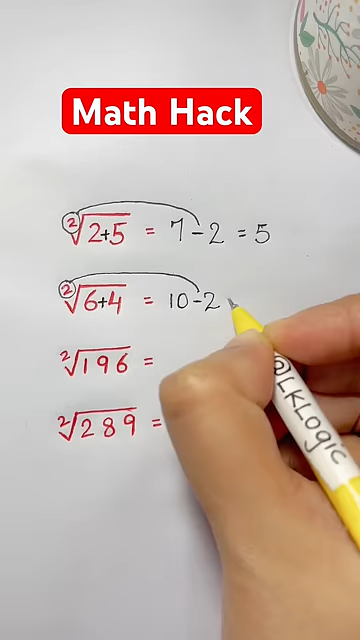 Math Hack
²√2+5 = 7-2 = 5
²√6+4 = 10-2
²√196 =
²√289 =
@LKLogic